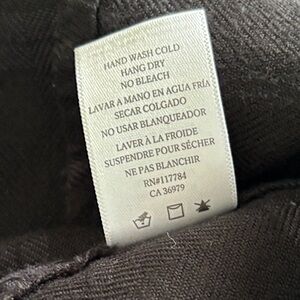 HAND WASH COLD
HANG DRY
NO BLEACH
LAVAR A MANO EN AGUA FRÍA
SECAR COLGADO
NO USAR BLANQUEADOR
LAVER À LA FROIDE
SUSPENDRE POUR SÉCHER
NE PAS BLANCHIR
RN#117784
CA 36979